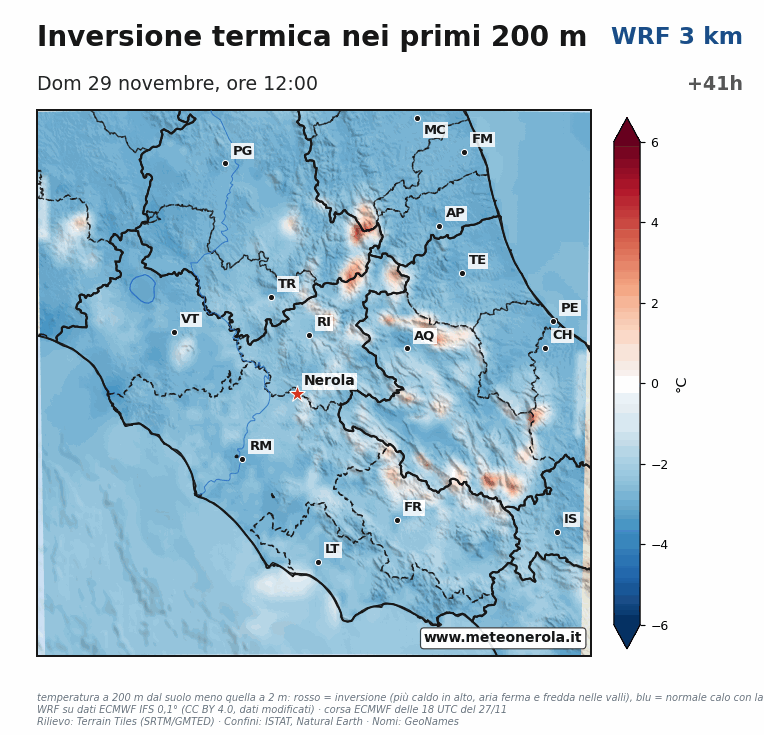 Inversione termica nei primi 200 m WRF 3 km
Dom 29 novembre, ore 12:00 +41h
MC
FM
PG
AP
TE
TR
PE
VT
RI
AQ
CH
Nerola
RM
FR
IS
LT
www.meteonerola.it
6
4
2
0
−2
−4
−6
°C
temperatura a 200 m dal suolo meno quella a 2 m: rosso = inversione (più caldo in alto, aria ferma e fredda nelle valli), blu = normale calo con la
WRF su dati ECMWF IFS 0,1° (CC BY 4.0, dati modificati) · corsa ECMWF delle 18 UTC del 27/11
Rilievo: Terrain Tiles (SRTM/GMTED) · Confini: ISTAT, Natural Earth · Nomi: GeoNames